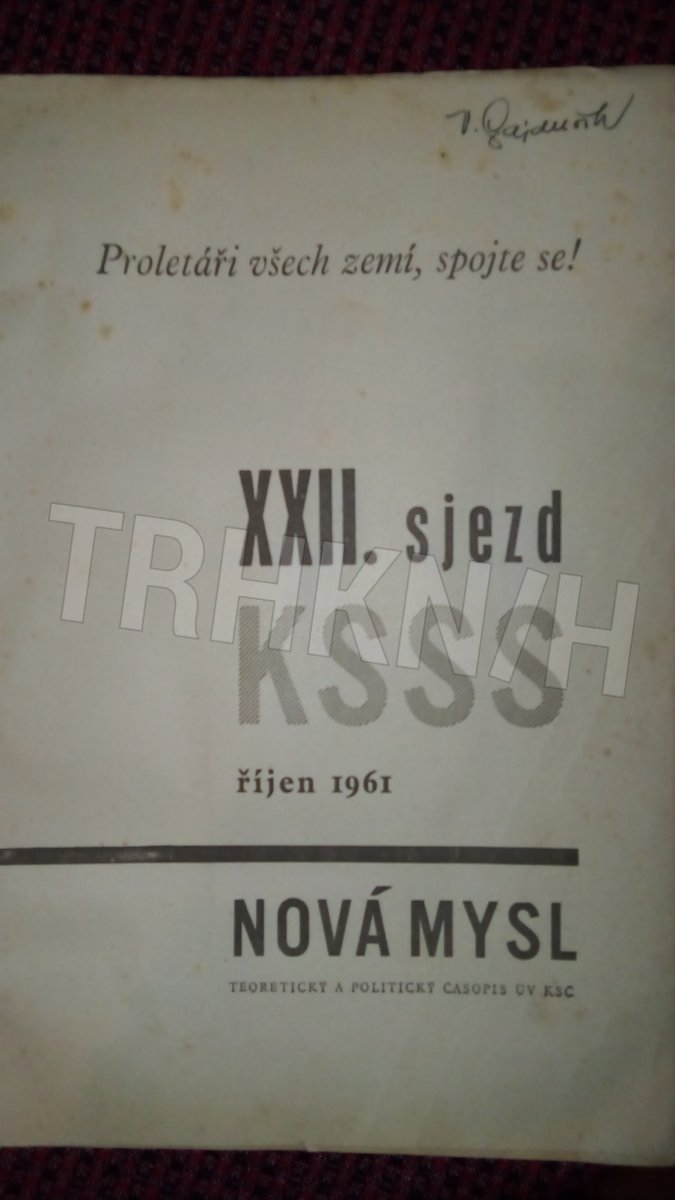 Proletáři všech zemí, spojte se!
XXII. sjezd
TRHKNIH
KSSS
říjen 1961
NOVÁ MYSL
TEORETICKÝ A POLITICKÝ ČASOPIS ÚV KSČ